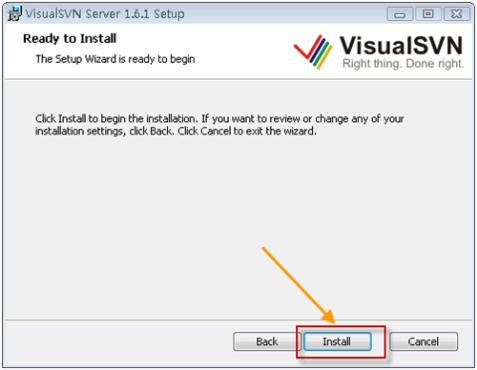 VisualSVN Server 1.6.1 Setup
Ready to Install
The Setup Wizard is ready to begin
VisualSVN
Right thing. Done right.
Click Install to begin the installation. If you want to review or change any of your
installation settings, click Back. Click Cancel to exit the wizard.
Back Install Cancel